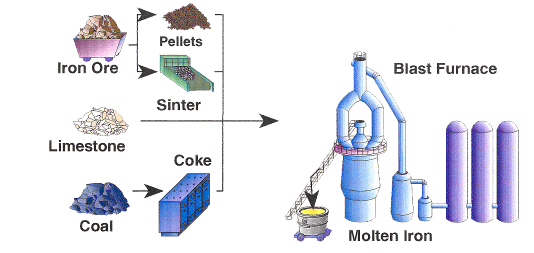 Pellets
Iron Ore
Sinter
Blast Furnace
Limestone
Coke
Coal
Molten Iron